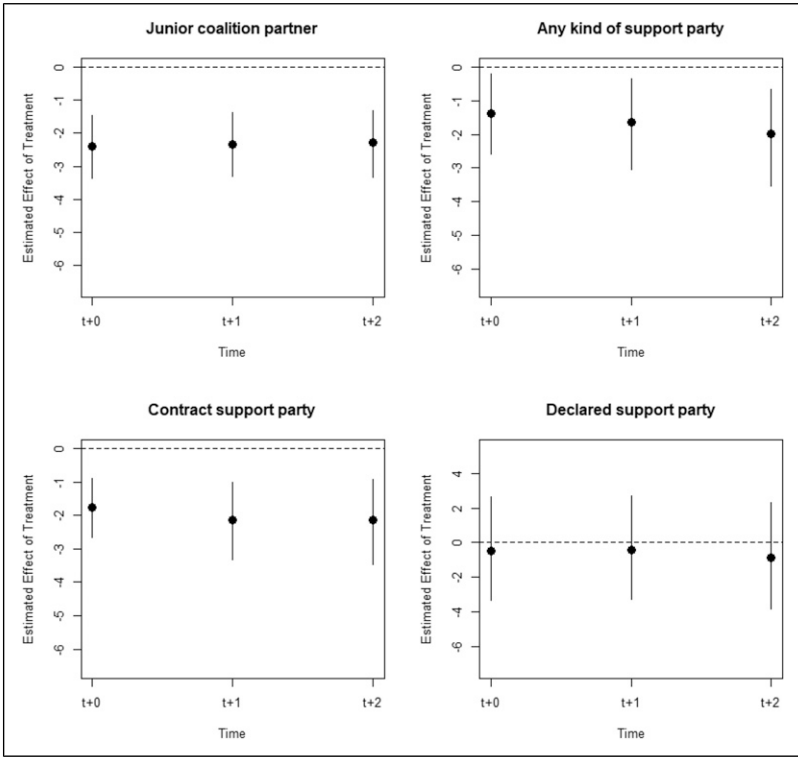 Junior coalition partner
Estimated Effect of Treatment
0
-1
-2
-3
-4
-5
-6
t+0 t+1 t+2
Time
Any kind of support party
Estimated Effect of Treatment
0
-1
-2
-3
-4
-5
-6
t+0 t+1 t+2
Time
Contract support party
Estimated Effect of Treatment
0
-1
-2
-3
-4
-5
-6
t+0 t+1 t+2
Time
Declared support party
Estimated Effect of Treatment
4
2
0
-2
-4
-6
t+0 t+1 t+2
Time